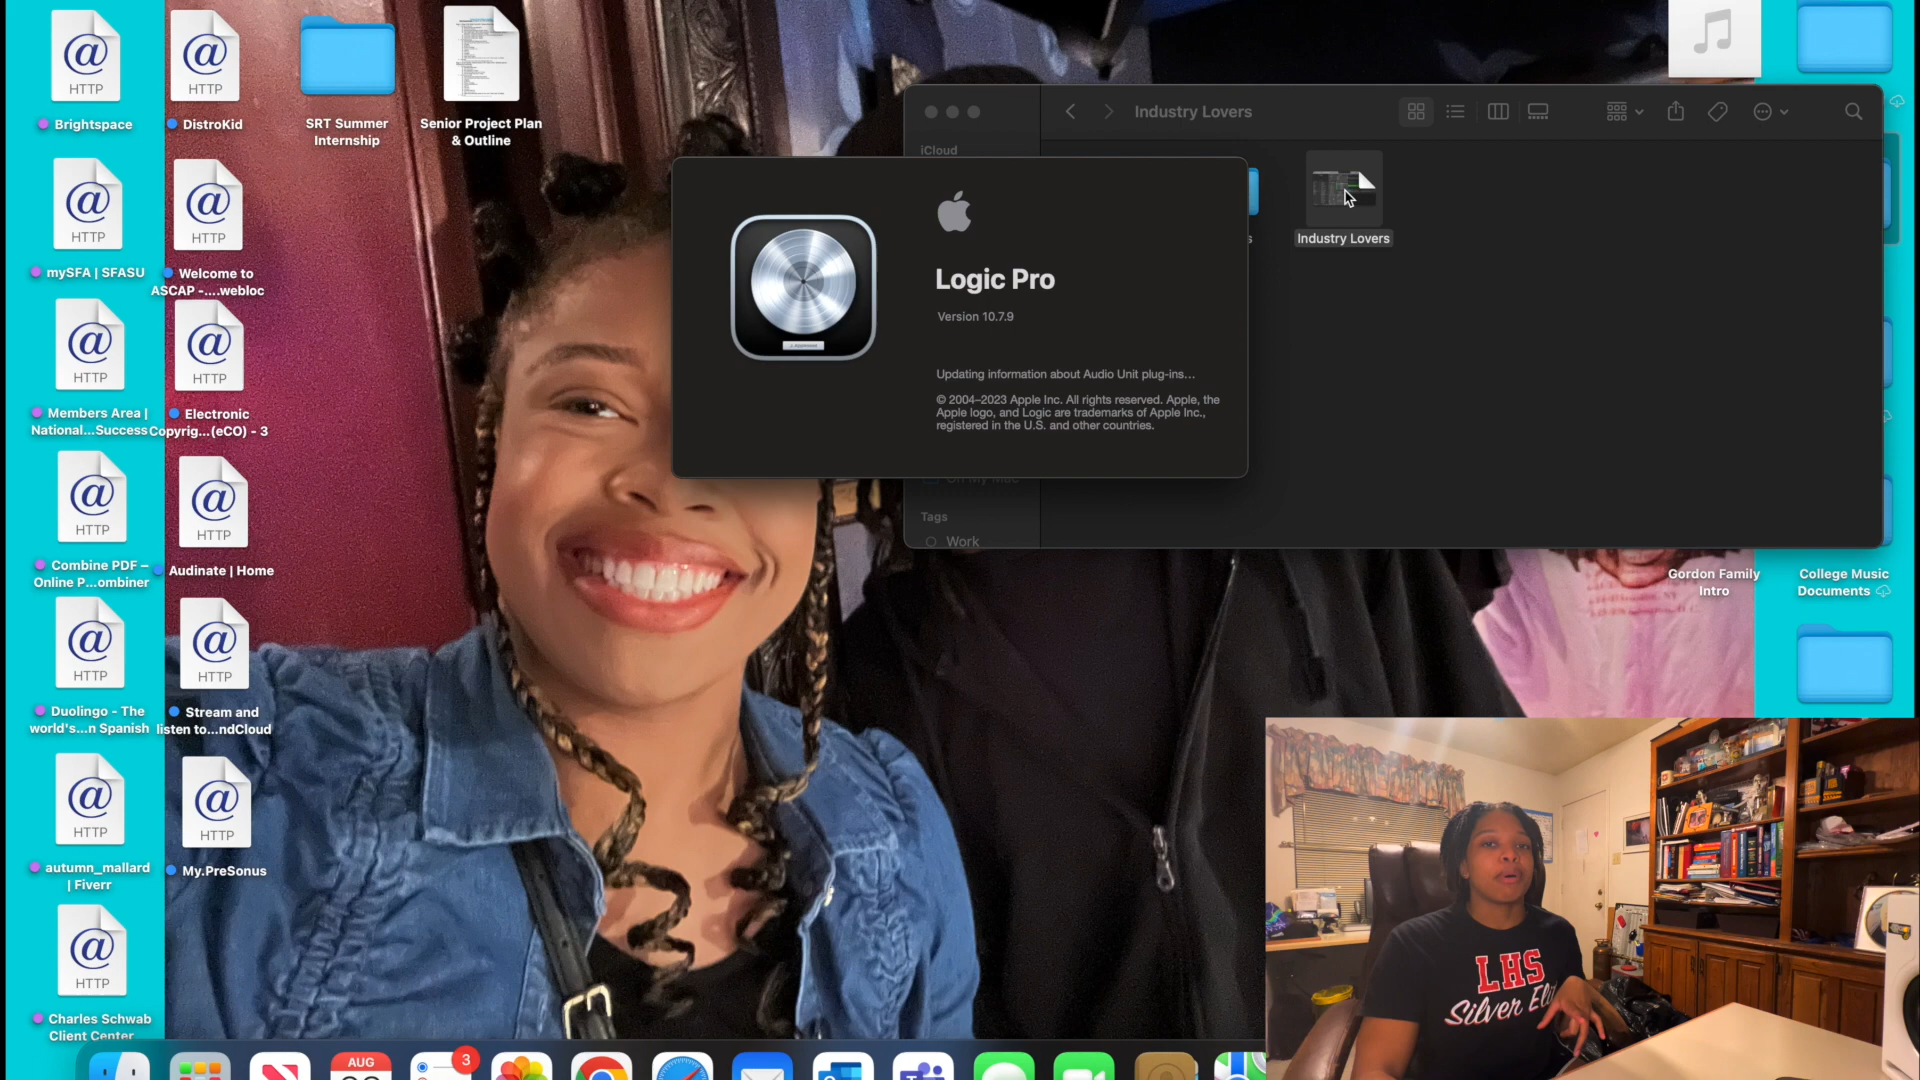 HTTP
Brightspace
HTTP
DistroKid
SRT Summer
Internship
Senior Project Plan
& Outline
HTTP
mySFA | SFASU
HTTP
Welcome to
ASCAP -....webloc
HTTP
Members Area |
National...Success
HTTP
Electronic
Copyrig...(eCO) - 3
HTTP
Combine PDF –
Online P...ombiner
HTTP
Audinate | Home
HTTP
Duolingo - The
world's...n Spanish
HTTP
Stream and
listen to...ndCloud
HTTP
autumn_mallard
| Fiverr
HTTP
My.PreSonus
HTTP
Charles Schwab
Client Center
Industry Lovers
iCloud
s
Industry Lovers
On My Mac
Tags
Work
Logic Pro
Version 10.7.9
Updating information about Audio Unit plug-ins...
© 2004–2023 Apple Inc. All rights reserved. Apple, the
Apple logo, and Logic are trademarks of Apple Inc.,
registered in the U.S. and other countries.
Gordon Family
Intro
College Music
Documents
LHS
Silver
AUG
3